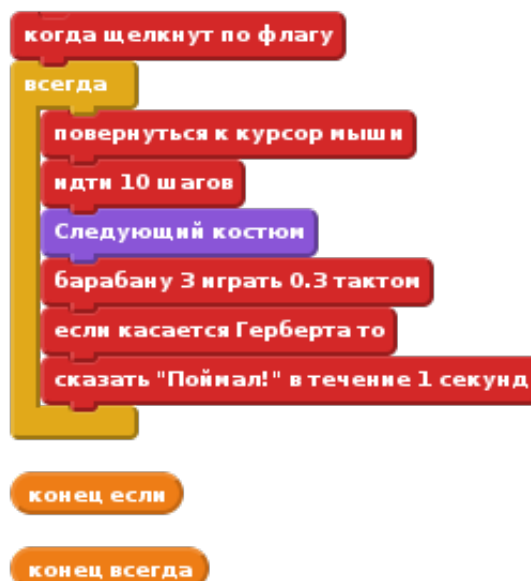 когда щелкнут по флагу
всегда
повернуться к курсор мыши
идти 10 шагов
Следующий костюм
барабану 3 играть 0.3 тактом
если касается Герберта то
сказать "Поймал!" в течение 1 секунд
конец если
конец всегда